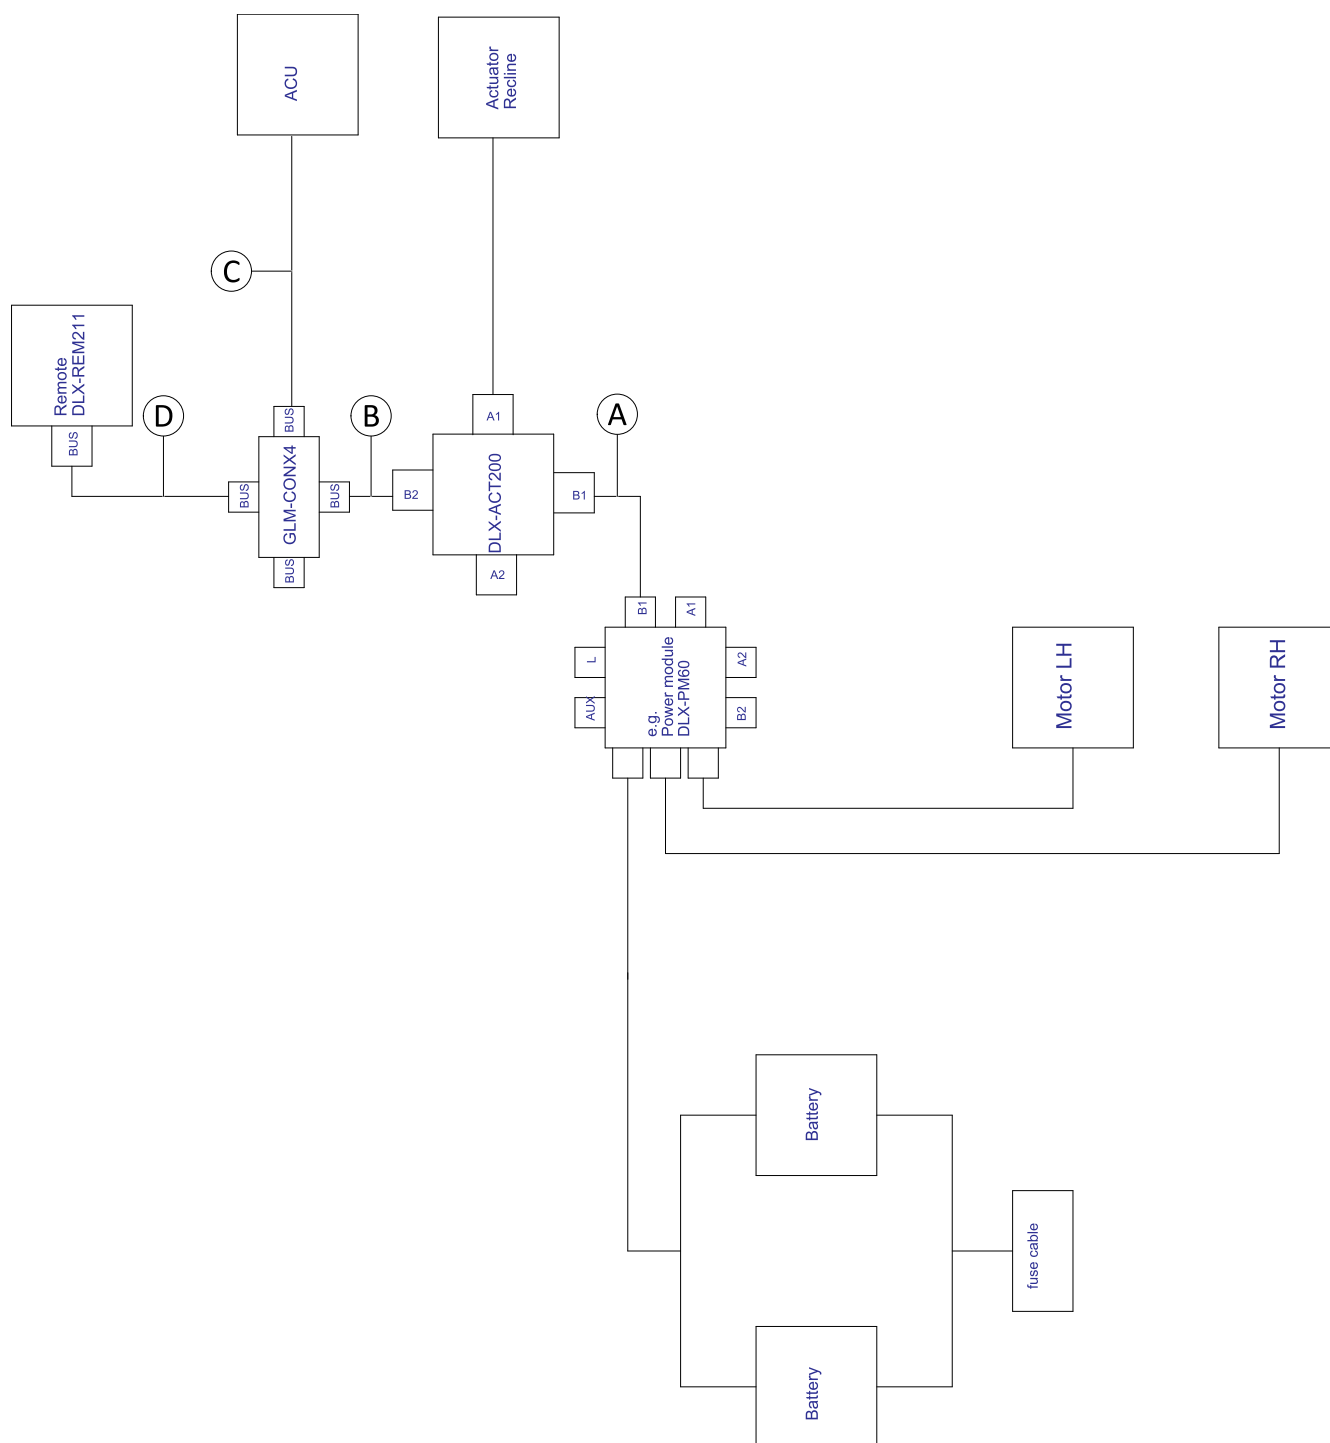 ACU
Actuator
Recline
C
Remote
DLX-REM211
BUS
D
BUS
BUS
GLM-CONX4
BUS
BUS
B
B2
A1
DLX-ACT200
B1
A2
A
B1
A1
L
AUX
e.g.
Power module
DLX-PM60
A2
B2
Motor LH
Motor RH
Battery
fuse cable
Battery